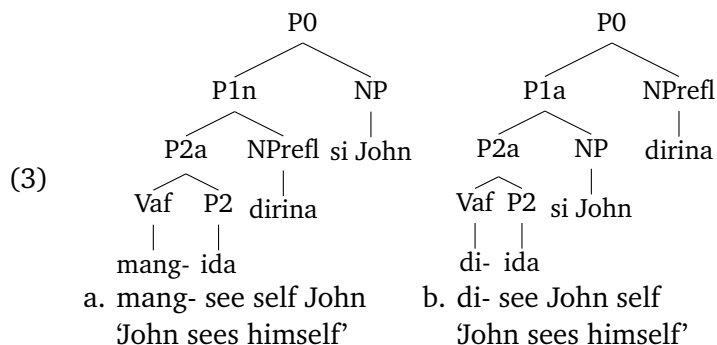 P0 P0
P1n NP P1a NPrefl
P2a NPrefl si John P2a NP dirina
(3)
Vaf P2 dirina Vaf P2 si John
mang- ida di- ida
a. mang- see self John b. di- see John self
‘John sees himself’ ‘John sees himself’